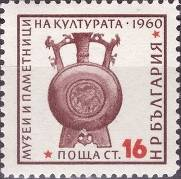 МУЗЕИ И ПАМЕТНИЦИ НА КУЛТУРАТА · 1960
НР БЪЛГАРИЯ
ПОЩА СТ. 16